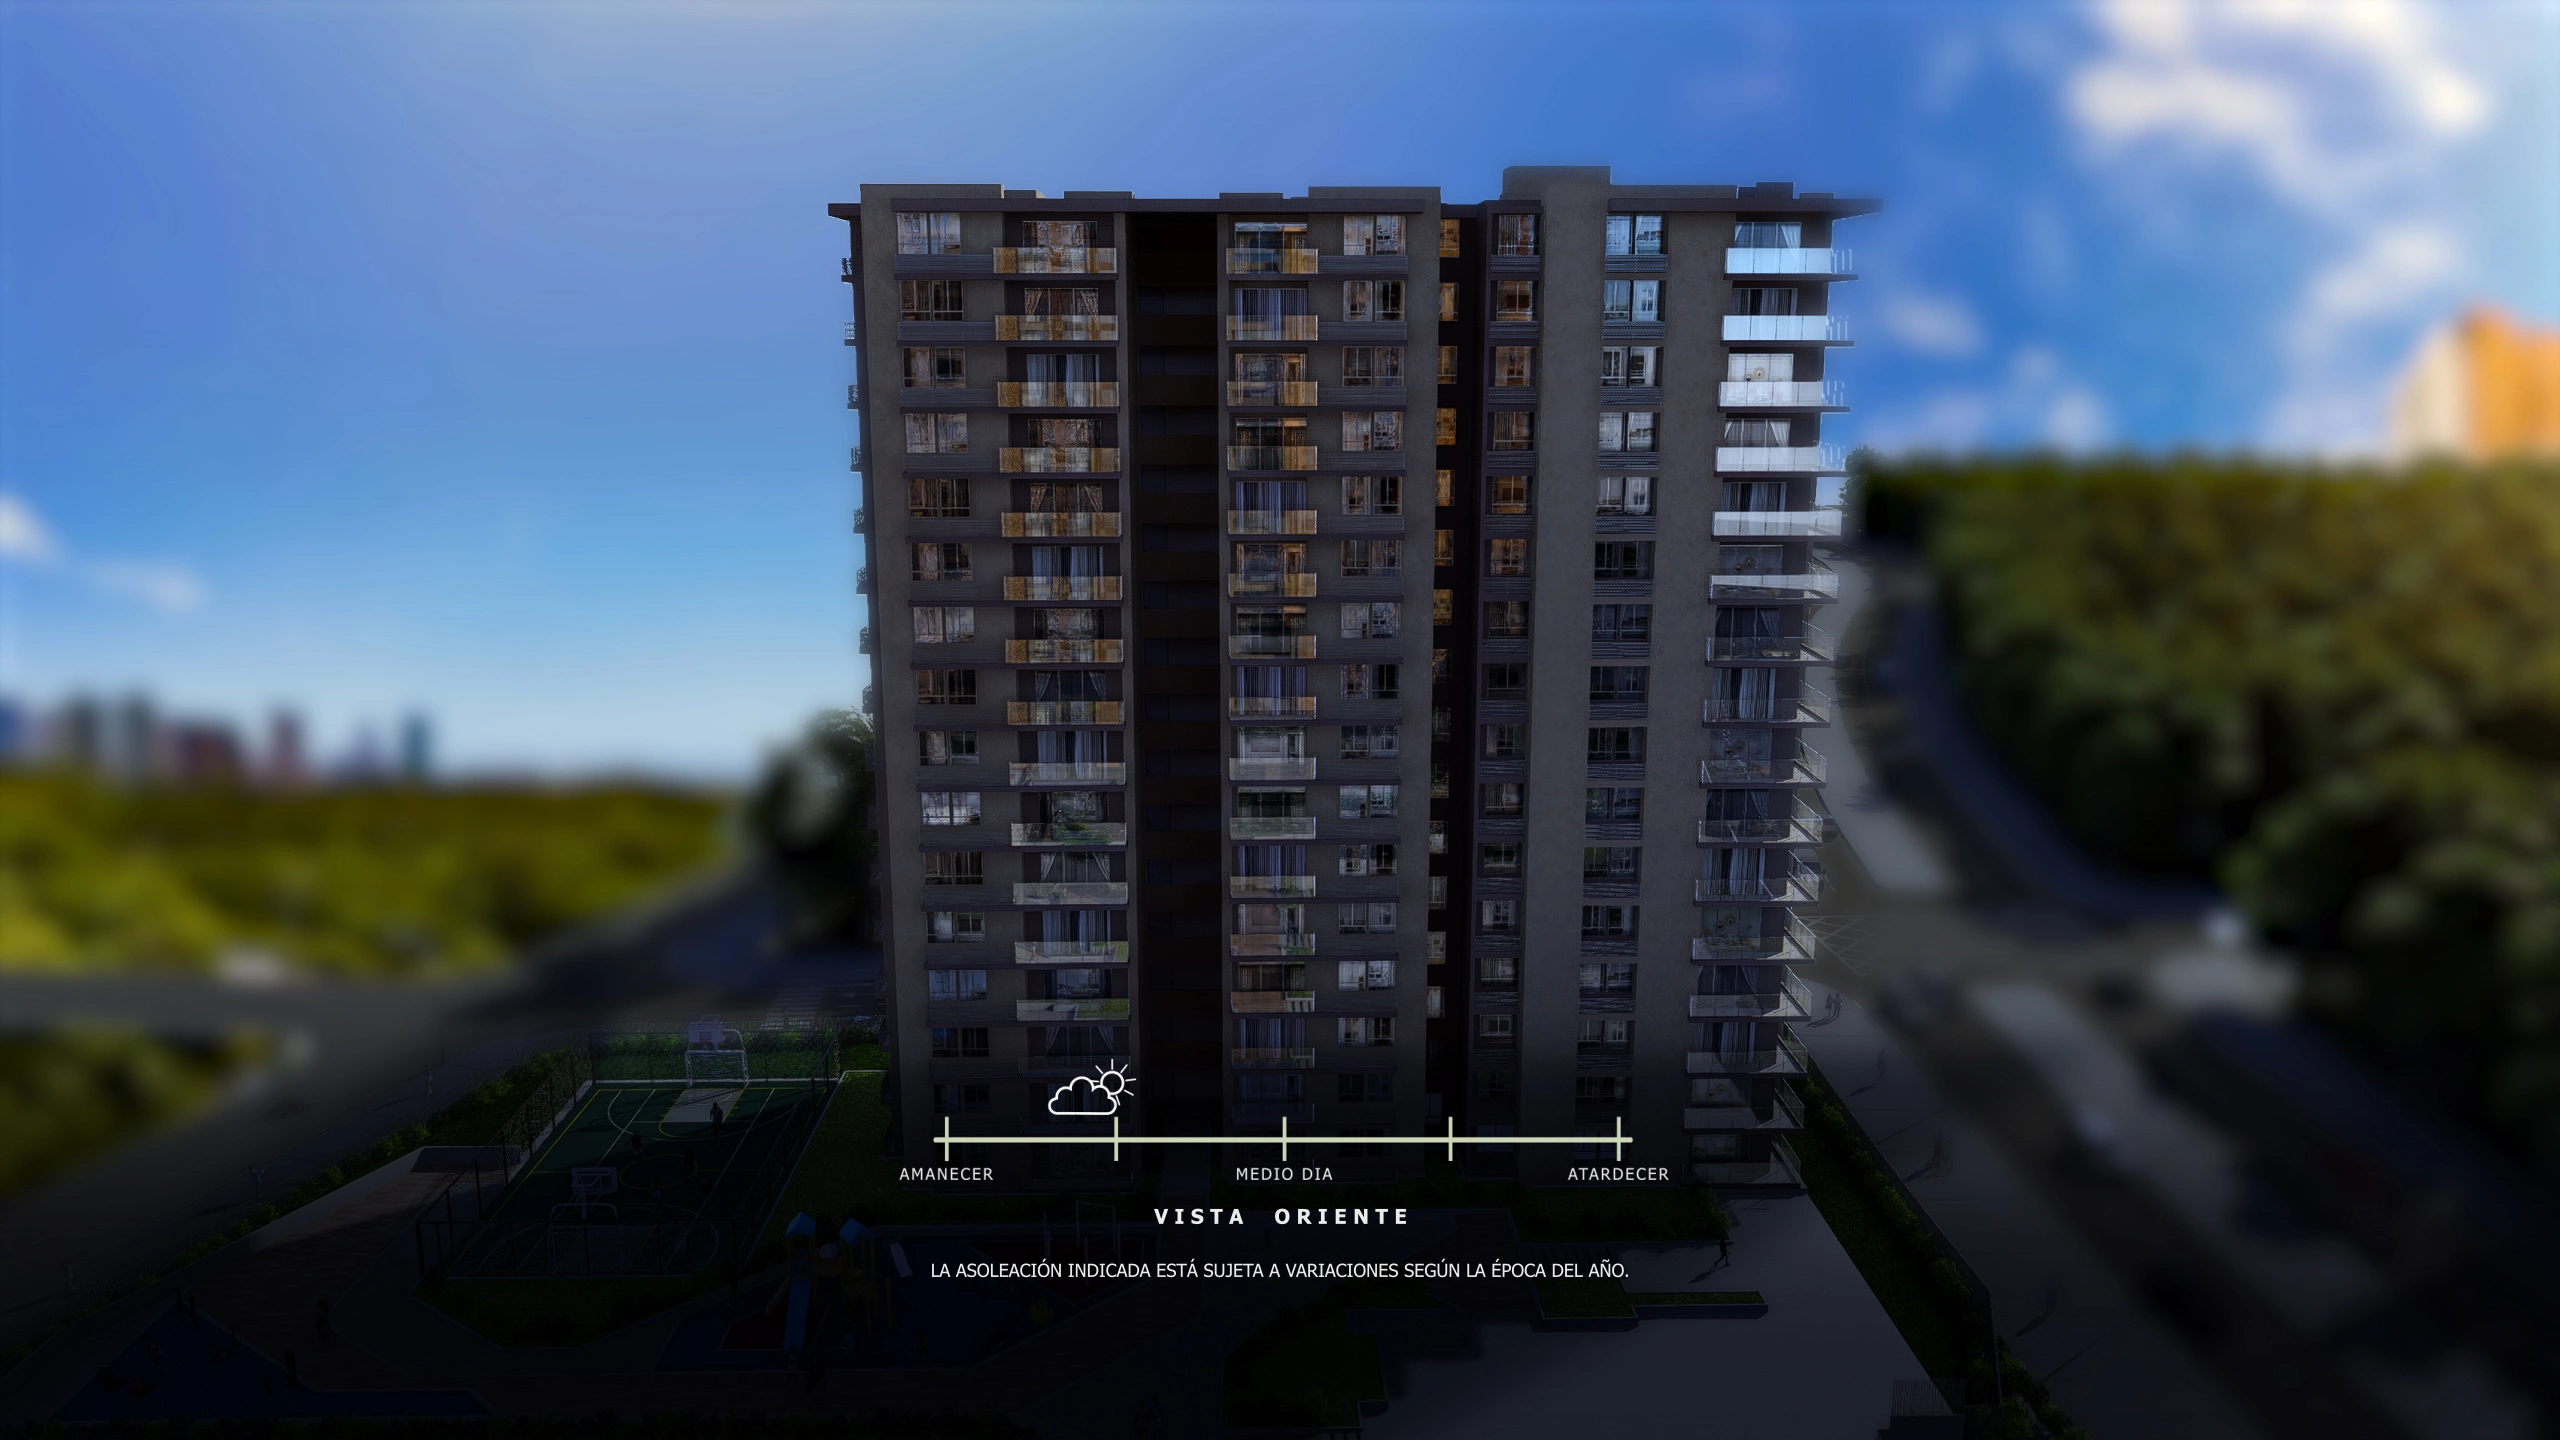 AMANECER MEDIO DIA ATARDECER
VISTA ORIENTE
LA ASOLEACIÓN INDICADA ESTÁ SUJETA A VARIACIONES SEGÚN LA ÉPOCA DEL AÑO.